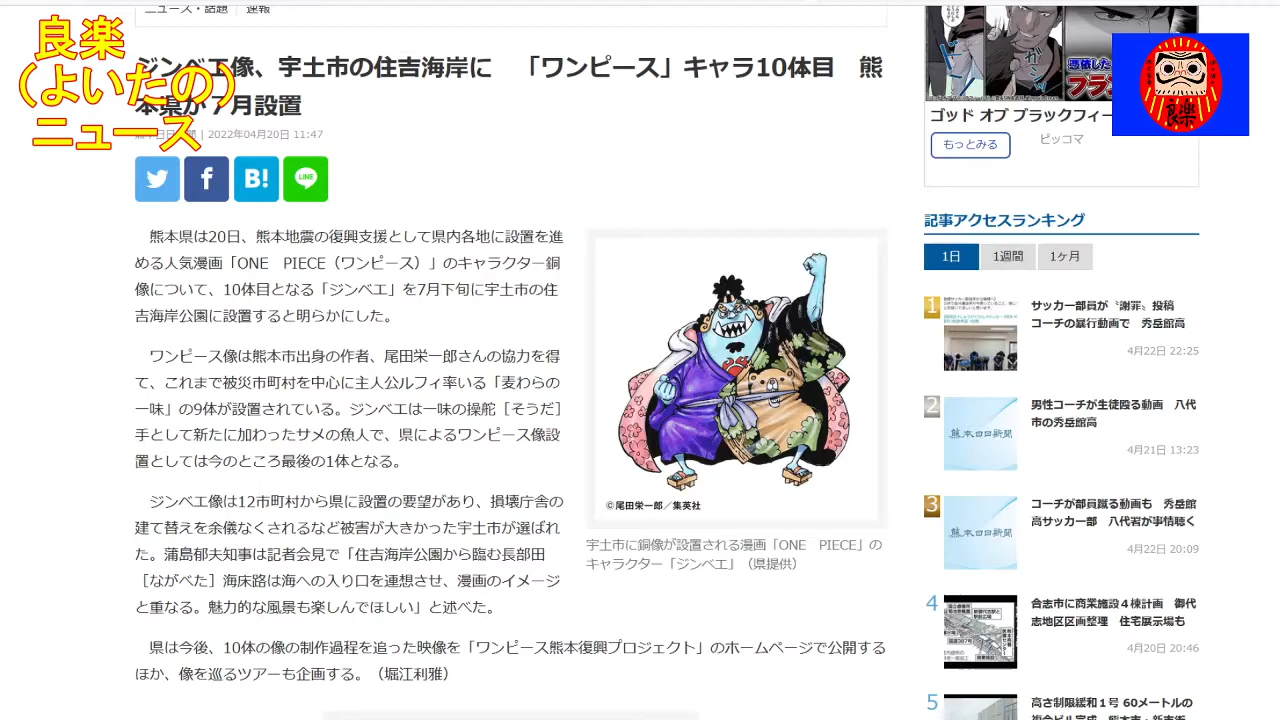 ニュース・話題
速報
良楽
(よいたの)
ニュース
ジンベエ像、宇土市の住吉海岸に 「ワンピース」キャラ10体目 熊
本県が7月設置
| 2022年04月20日 11:47
B!
LINE
熊本県は20日、熊本地震の復興支援として県内各地に設置を進
める人気漫画「ONE PIECE（ワンピース）」のキャラクター銅
像について、10体目となる「ジンベエ」を7月下旬に宇土市の住
吉海岸公園に設置すると明らかにした。
ワンピース像は熊本市出身の作者、尾田栄一郎さんの協力を得
て、これまで被災市町村を中心に主人公ルフィ率いる「麦わらの
一味」の9体が設置されている。ジンベエは一味の操舵［そうだ］
手として新たに加わったサメの魚人で、県によるワンピース像設
置としては今のところ最後の1体となる。
ジンベエ像は12市町村から県に設置の要望があり、損壊庁舎の
建て替えを余儀なくされるなど被害が大きかった宇土市が選ばれ
た。蒲島郁夫知事は記者会見で「住吉海岸公園から臨む長部田
［ながべた］海床路は海への入り口を連想させ、漫画のイメージ
と重なる。魅力的な風景も楽しんでほしい」と述べた。
県は今後、10体の像の制作過程を追った映像を「ワンピース熊本復興プロジェクト」のホームページで公開する
ほか、像を巡るツアーも企画する。（堀江利雅）
©尾田栄一郎／集英社
宇土市に銅像が設置される漫画「ONE PIECE」の
キャラクター「ジンベエ」（県提供）
憑依した
フラン
良楽
ゴッド オブ ブラックフィー
もっとみる
ピッコマ
記事アクセスランキング
1日
1週間
1ヶ月
1
サッカー部員が〝謝罪〟投稿
コーチの暴行動画で 秀岳館高
4月22日 22:25
2
熊本日日新聞
男性コーチが生徒殴る動画 八代
市の秀岳館高
4月21日 13:23
3
熊本日日新聞
コーチが部員蹴る動画も 秀岳館
高サッカー部 八代署が事情聴く
4月22日 20:09
4
合志市に商業施設４棟計画 御代
志地区区画整理 住宅展示場も
4月20日 20:46
5
高さ制限緩和１号 60メートルの